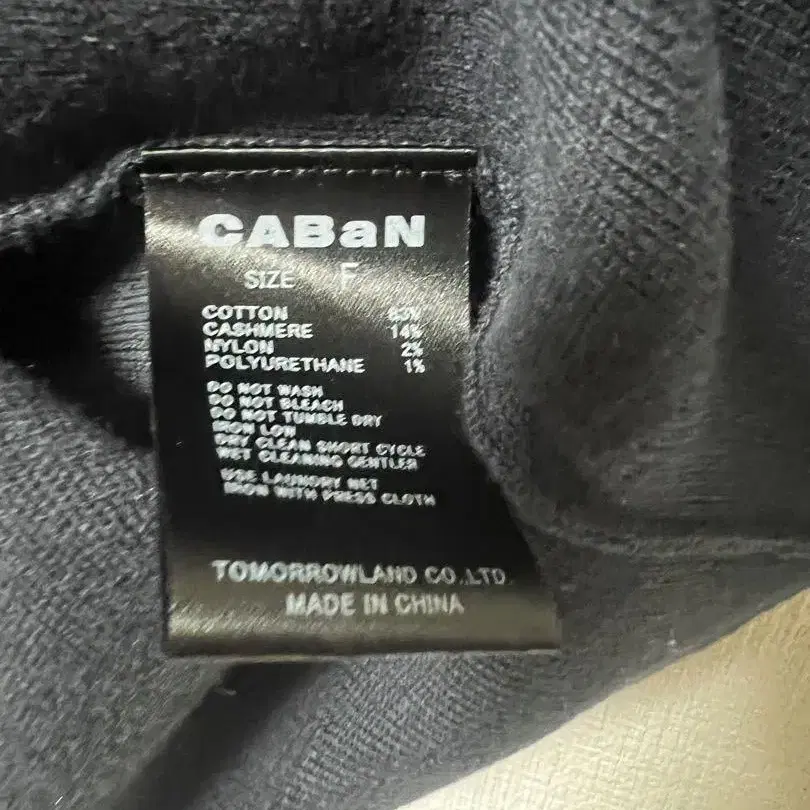 CABaN
SIZE F
COTTON 83%
CASHMERE 14%
NYLON 2%
POLYURETHANE 1%
DO NOT WASH
DO NOT BLEACH
DO NOT TUMBLE DRY
IRON LOW
DRY CLEAN SHORT CYCLE
WET CLEANING GENTLER
USE LAUNDRY NET
IRON WITH PRESS CLOTH
TOMORROWLAND CO.,LTD.
MADE IN CHINA